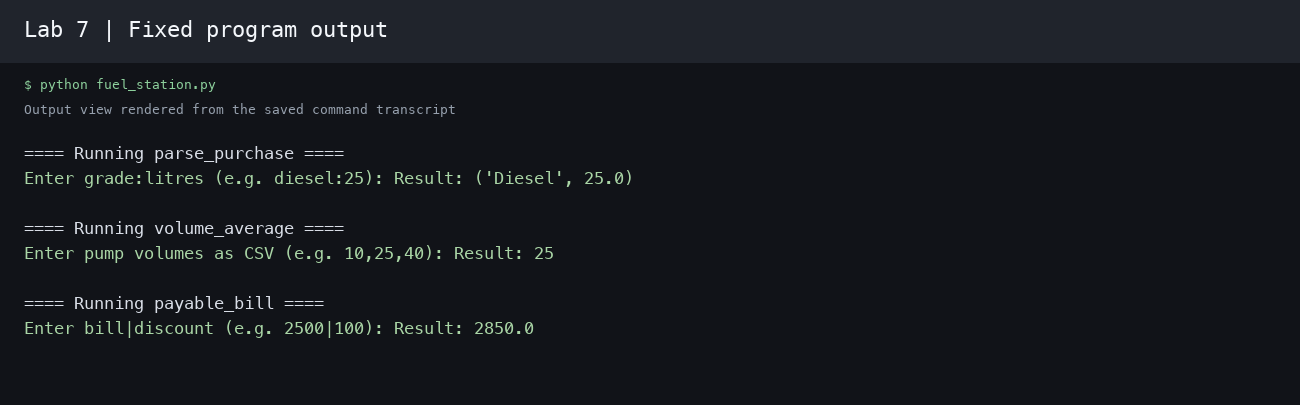 Lab 7 | Fixed program output
$ python fuel_station.py
Output view rendered from the saved command transcript
==== Running parse_purchase ====
Enter grade:litres (e.g. diesel:25): Result: ('Diesel', 25.0)
==== Running volume_average ====
Enter pump volumes as CSV (e.g. 10,25,40): Result: 25
==== Running payable_bill ====
Enter bill|discount (e.g. 2500|100): Result: 2850.0